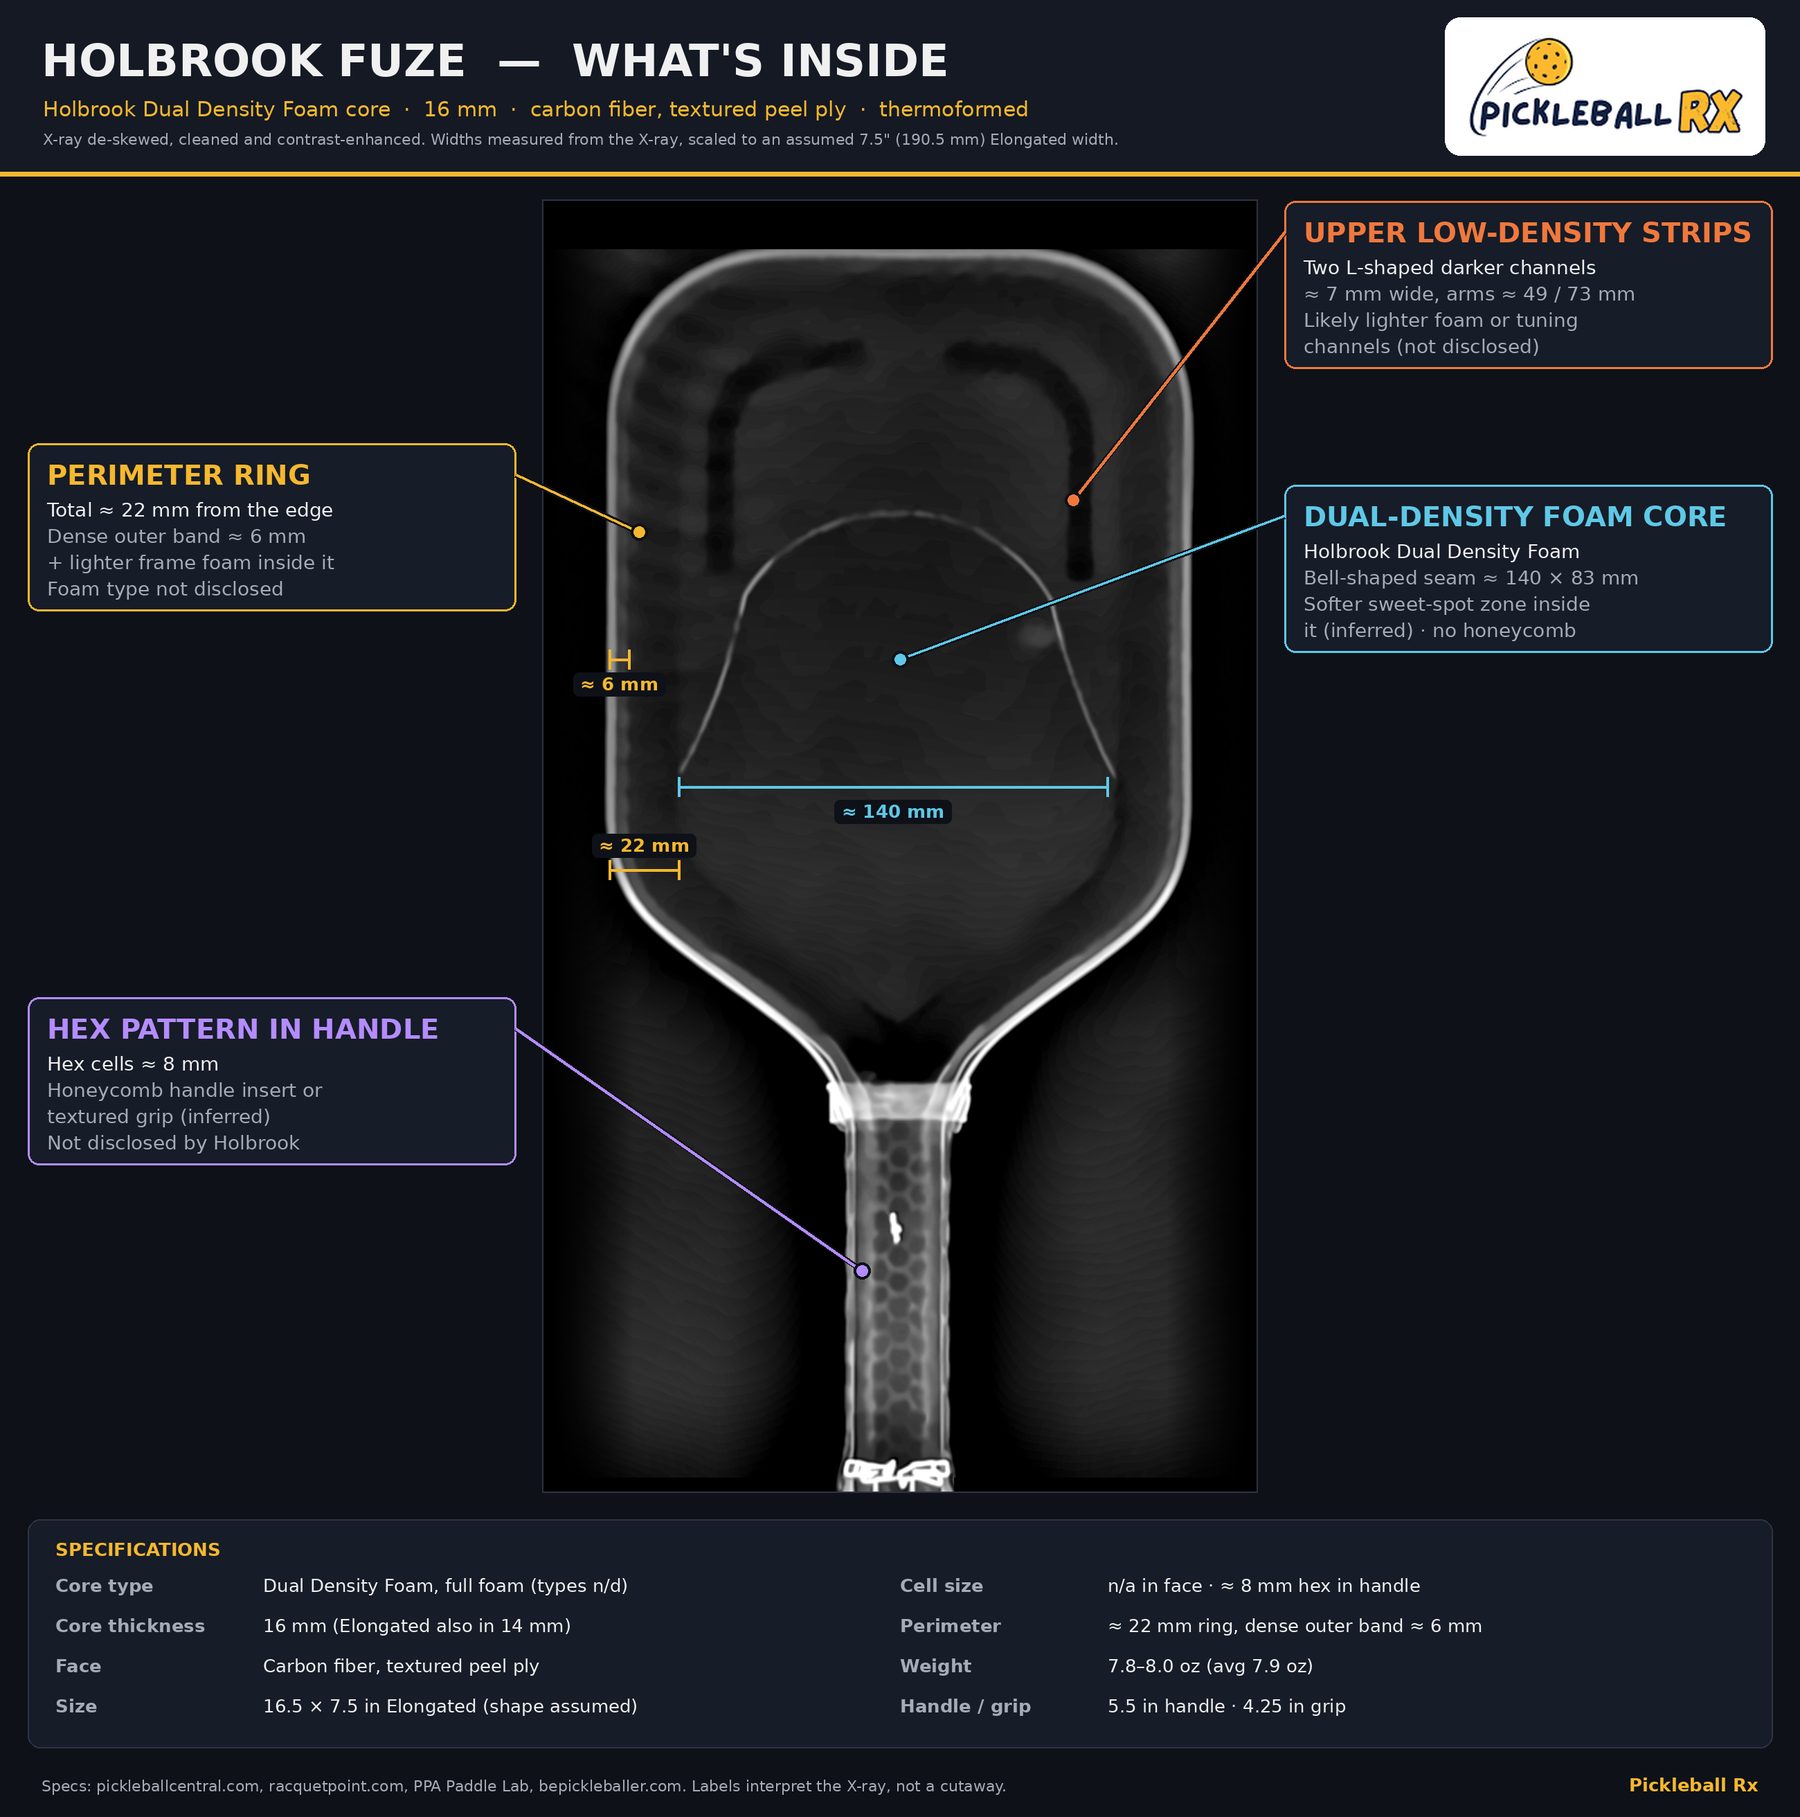 HOLBROOK FUZE — WHAT'S INSIDE
Holbrook Dual Density Foam core · 16 mm · carbon fiber, textured peel ply · thermoformed
X-ray de-skewed, cleaned and contrast-enhanced. Widths measured from the X-ray, scaled to an assumed 7.5" (190.5 mm) Elongated width.
PICKLEBALL RX
UPPER LOW-DENSITY STRIPS
Two L-shaped darker channels
≈ 7 mm wide, arms ≈ 49 / 73 mm
Likely lighter foam or tuning
channels (not disclosed)
PERIMETER RING
Total ≈ 22 mm from the edge
Dense outer band ≈ 6 mm
+ lighter frame foam inside it
Foam type not disclosed
DUAL-DENSITY FOAM CORE
Holbrook Dual Density Foam
Bell-shaped seam ≈ 140 × 83 mm
Softer sweet-spot zone inside
it (inferred) · no honeycomb
≈ 6 mm
≈ 140 mm
≈ 22 mm
HEX PATTERN IN HANDLE
Hex cells ≈ 8 mm
Honeycomb handle insert or
textured grip (inferred)
Not disclosed by Holbrook
SPECIFICATIONS
Core type Dual Density Foam, full foam (types n/d)
Core thickness 16 mm (Elongated also in 14 mm)
Face Carbon fiber, textured peel ply
Size 16.5 × 7.5 in Elongated (shape assumed)
Cell size n/a in face · ≈ 8 mm hex in handle
Perimeter ≈ 22 mm ring, dense outer band ≈ 6 mm
Weight 7.8–8.0 oz (avg 7.9 oz)
Handle / grip 5.5 in handle · 4.25 in grip
Specs: pickleballcentral.com, racquetpoint.com, PPA Paddle Lab, bepickleballer.com. Labels interpret the X-ray, not a cutaway.
Pickleball Rx